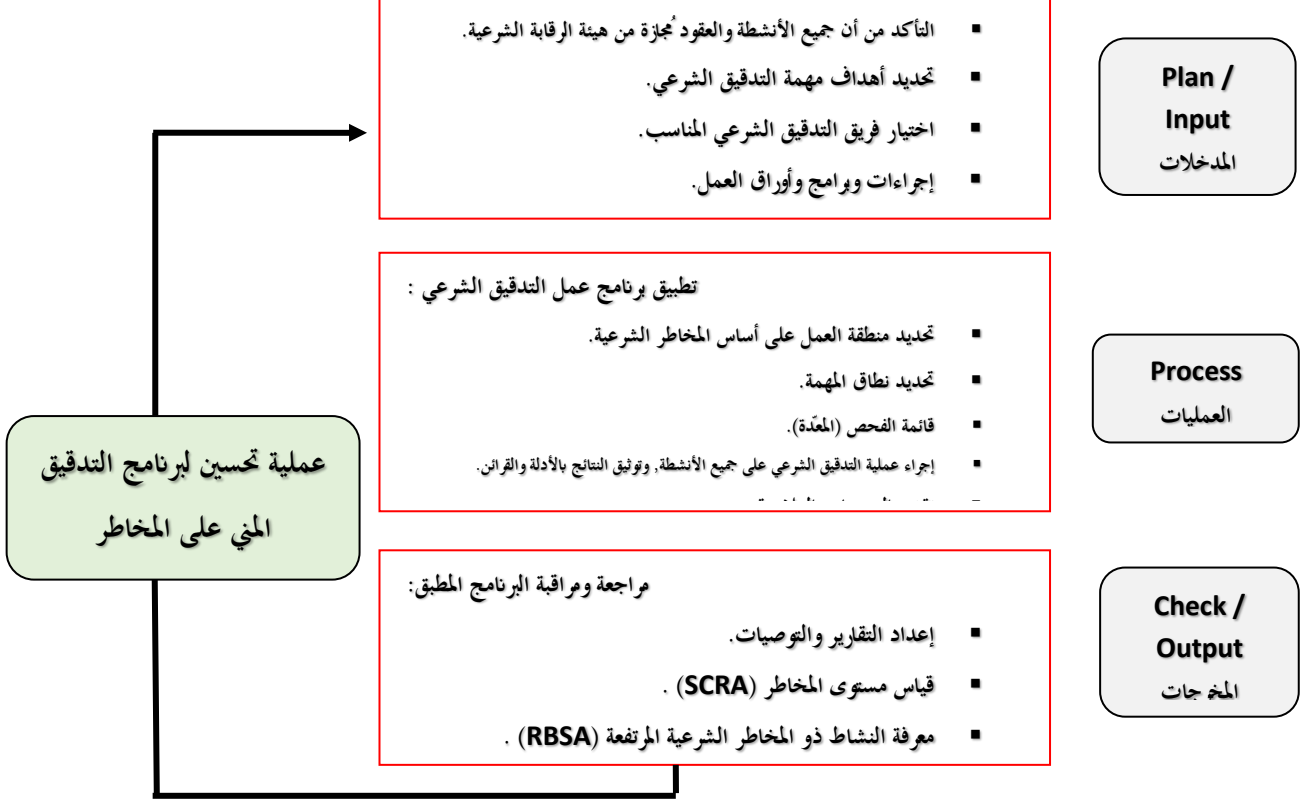 التأكد من أن جميع الأنشطة والعقود مُجازة من هيئة الرقابة الشرعية.
تحديد أهداف مهمة التدقيق الشرعي.
اختيار فريق التدقيق الشرعي المناسب.
إجراءات وبرامج وأوراق العمل.
Plan /
Input
المدخلات
تطبيق برنامج عمل التدقيق الشرعي :
تحديد منطقة العمل على أساس المخاطر الشرعية.
تحديد نطاق المهمة.
قائمة الفحص (المعدّة).
إجراء عملية التدقيق الشرعي على جميع الأنشطة, وتوثيق النتائج بالأدلة والقرائن.
Process
العمليات
عملية تحسين لبرنامج التدقيق
المني على المخاطر
مراجعة ومراقبة البرنامج المطبق:
إعداد التقارير والتوصيات.
قياس مستوى المخاطر (SCRA) .
معرفة النشاط ذو المخاطر الشرعية المرتفعة (RBSA) .
Check /
Output
المخرجات